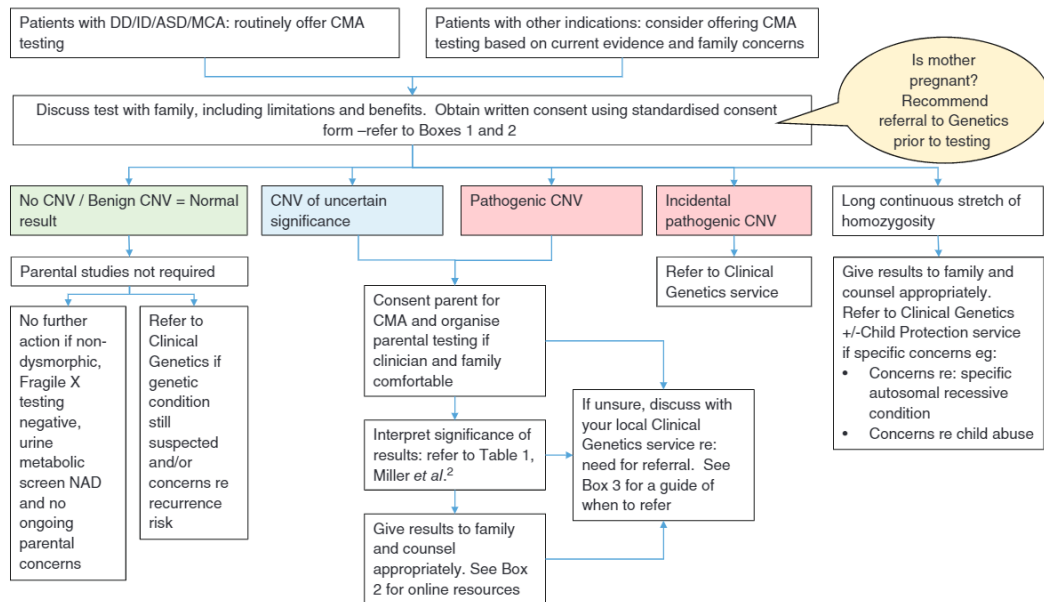 Patients with DD/ID/ASD/MCA: routinely offer CMA
testing
Patients with other indications: consider offering CMA
testing based on current evidence and family concerns
Is mother
pregnant?
Recommend
referral to Genetics
prior to testing
Discuss test with family, including limitations and benefits. Obtain written consent using standardised consent
form –refer to Boxes 1 and 2
No CNV / Benign CNV = Normal
result
CNV of uncertain
significance
Pathogenic CNV
Incidental
pathogenic CNV
Long continuous stretch of
homozygosity
Parental studies not required
Refer to Clinical
Genetics service
Give results to family and
counsel appropriately.
Refer to Clinical Genetics
+/-Child Protection service
if specific concerns eg:
• Concerns re: specific
autosomal recessive
condition
• Concerns re child abuse
No further
action if non-
dysmorphic,
Fragile X
testing
negative,
urine
metabolic
screen NAD
and no
ongoing
parental
concerns
Refer to
Clinical
Genetics if
genetic
condition
still
suspected
and/or
concerns re
recurrence
risk
Consent parent for
CMA and organise
parental testing if
clinician and family
comfortable
Interpret significance of
results: refer to Table 1,
Miller et al.²
Give results to family
and counsel
appropriately. See Box
2 for online resources
If unsure, discuss with
your local Clinical
Genetics service re:
need for referral. See
Box 3 for a guide of
when to refer